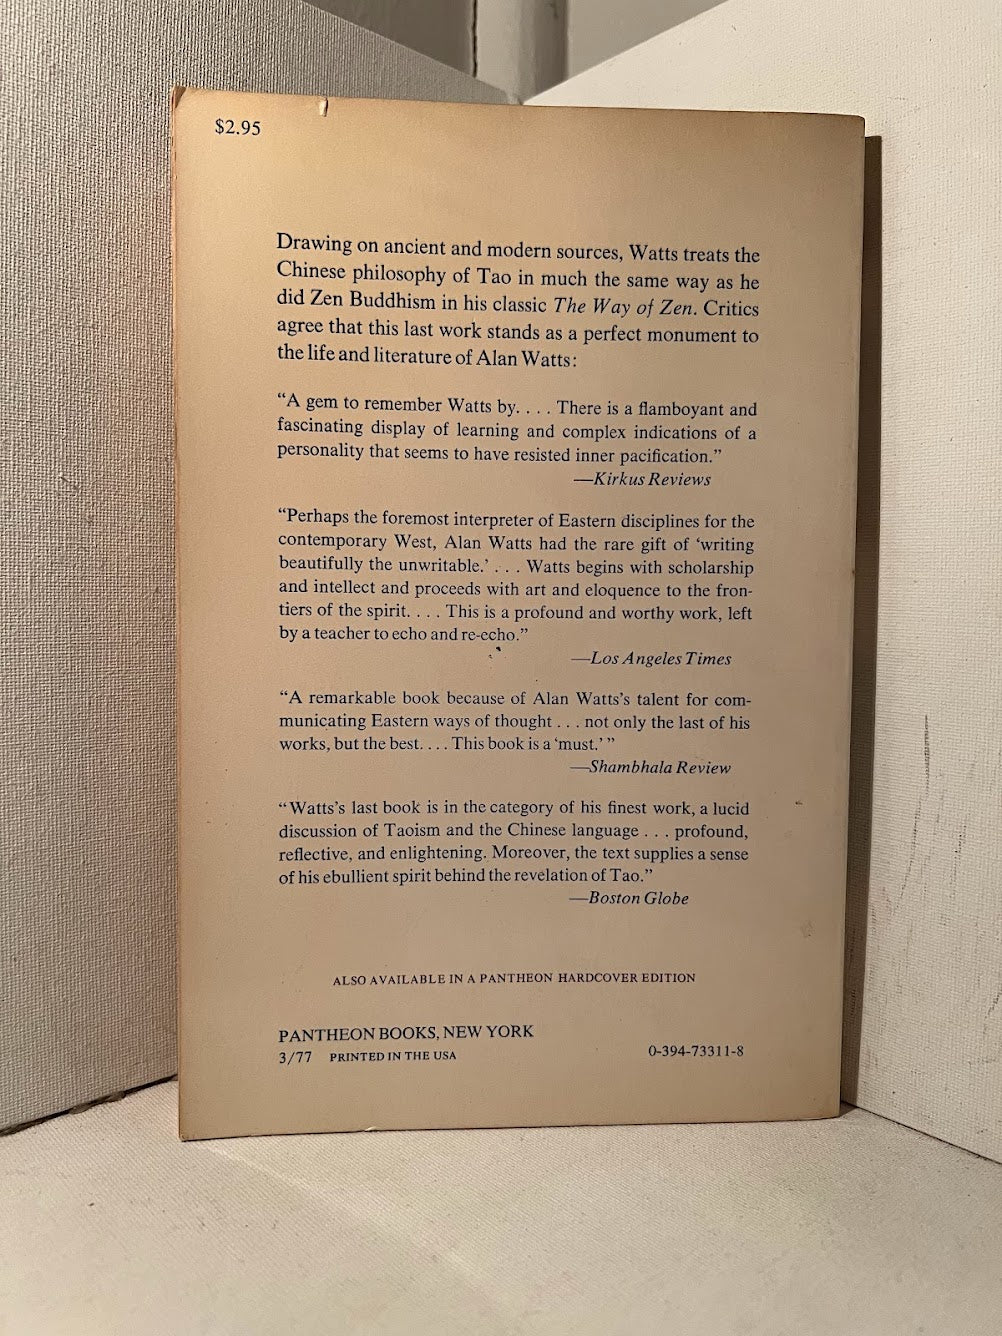 $2.95
Drawing on ancient and modern sources, Watts treats the
Chinese philosophy of Tao in much the same way as he
did Zen Buddhism in his classic The Way of Zen. Critics
agree that this last work stands as a perfect monument to
the life and literature of Alan Watts:
“A gem to remember Watts by. . . . There is a flamboyant and
fascinating display of learning and complex indications of a
personality that seems to have resisted inner pacification.”
—Kirkus Reviews
“Perhaps the foremost interpreter of Eastern disciplines for the
contemporary West, Alan Watts had the rare gift of ‘writing
beautifully the unwritable.’ . . . Watts begins with scholarship
and intellect and proceeds with art and eloquence to the fron-
tiers of the spirit. . . . This is a profound and worthy work, left
by a teacher to echo and re-echo.”
—Los Angeles Times
“A remarkable book because of Alan Watts’s talent for com-
municating Eastern ways of thought . . . not only the last of his
works, but the best. . . . This book is a ‘must.’ ”
—Shambhala Review
“Watts’s last book is in the category of his finest work, a lucid
discussion of Taoism and the Chinese language . . . profound,
reflective, and enlightening. Moreover, the text supplies a sense
of his ebullient spirit behind the revelation of Tao.”
—Boston Globe
ALSO AVAILABLE IN A PANTHEON HARDCOVER EDITION
PANTHEON BOOKS, NEW YORK
3/77 PRINTED IN THE USA 0-394-73311-8